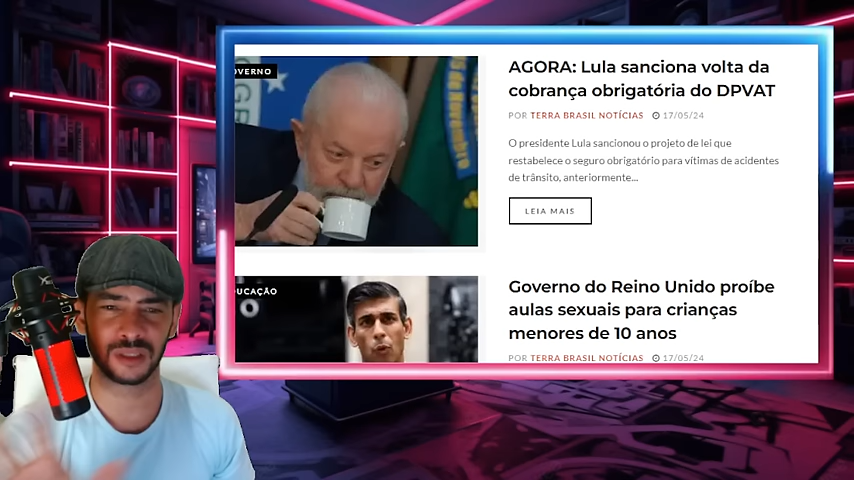 OVERNO
AGORA: Lula sanciona volta da
cobrança obrigatória do DPVAT
POR TERRA BRASIL NOTÍCIAS 17/05/24
O presidente Lula sancionou o projeto de lei que
restabelece o seguro obrigatório para vítimas de acidentes
de trânsito, anteriormente...
LEIA MAIS
DUCAÇÃO
Governo do Reino Unido proíbe
aulas sexuais para crianças
menores de 10 anos
POR TERRA BRASIL NOTÍCIAS 17/05/24